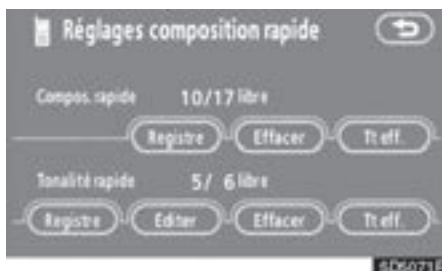 Réglages composition rapide
Compos. rapide 10/17 libre
Registre Effacer Tt eff.
Tonalité rapide 5/ 6 libre
Registre Editer Effacer Tt eff.